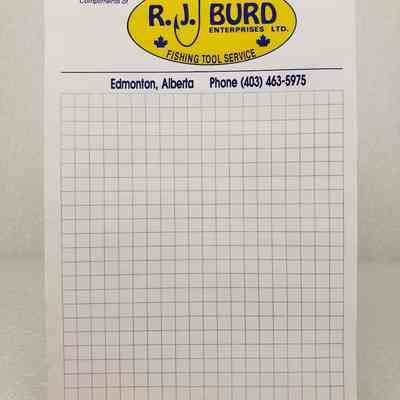 Compliments of
R.J. BURD
ENTERPRISES LTD.
FISHING TOOL SERVICE
Edmonton, Alberta Phone (403) 463-5975